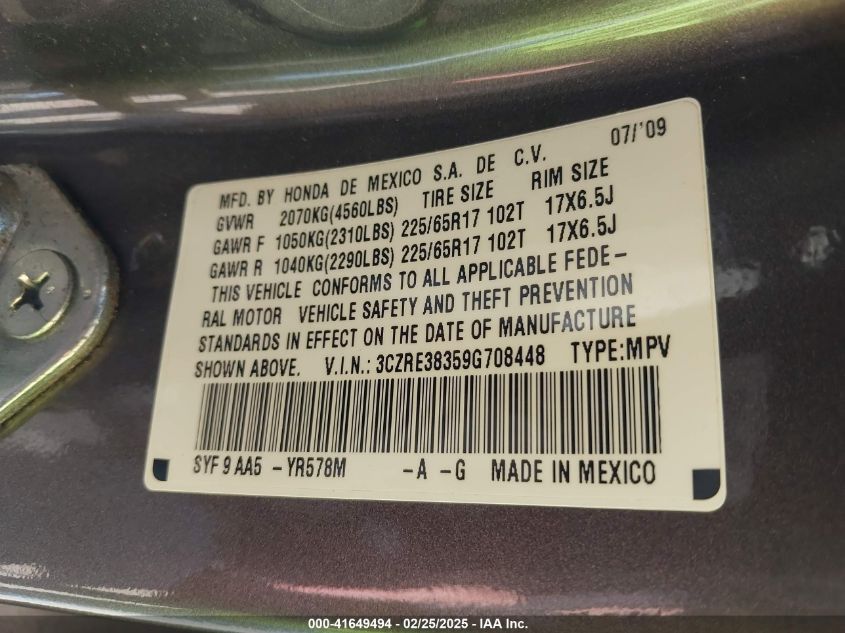 07/'09
MFD. BY HONDA DE MEXICO S.A. DE C.V.
GVWR 2070KG(4560LBS) TIRE SIZE RIM SIZE
GAWR F 1050KG(2310LBS) 225/65R17 102T 17X6.5J
GAWR R 1040KG(2290LBS) 225/65R17 102T 17X6.5J
THIS VEHICLE CONFORMS TO ALL APPLICABLE FEDE-
RAL MOTOR VEHICLE SAFETY AND THEFT PREVENTION
STANDARDS IN EFFECT ON THE DATE OF MANUFACTURE
SHOWN ABOVE. V.I.N.: 3CZRE38359G708448 TYPE:MPV
SYF 9 AA5 -YR578M -A -G MADE IN MEXICO
000-41649494 - 02/25/2025 - IAA Inc.